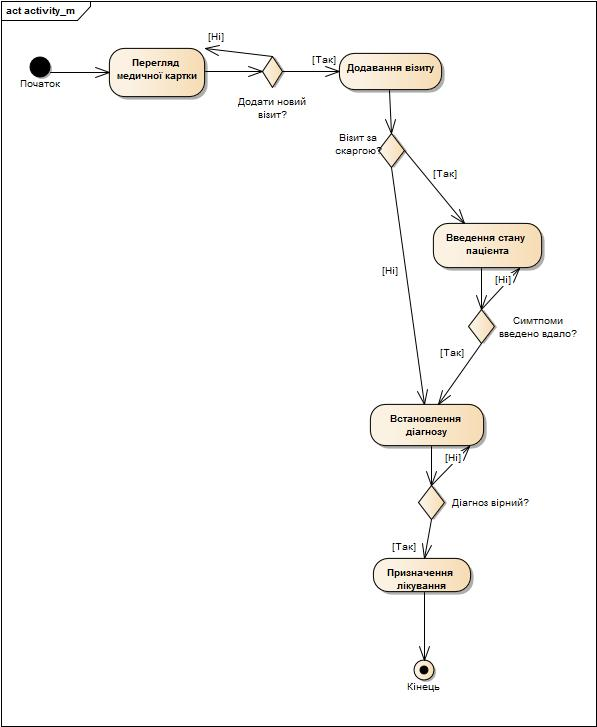 act activity_m
[Ні]
Перегляд
медичної картки
[Так]
Додавання візиту
Початок
Додати новий
візит?
Візит за
скаргою?
[Так]
Введення стану
пацієнта
[Ні]
[Ні]
Симтпоми
введено вдало?
[Так]
Встановлення
діагнозу
[Ні]
Діагноз вірний?
[Так]
Призначення
лікування
Кінець